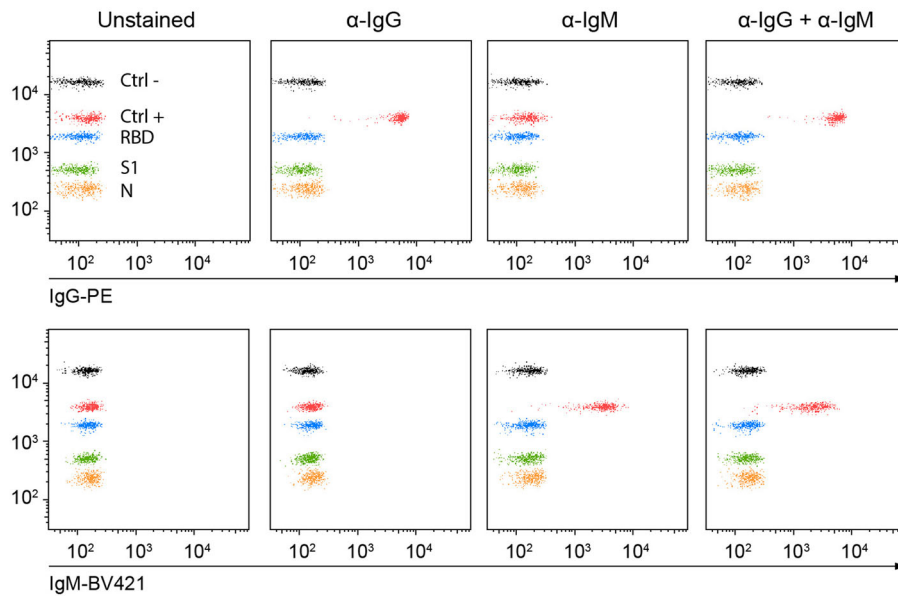 Unstained α-IgG α-IgM α-IgG + α-IgM
Ctrl -
10⁴
Ctrl +
RBD
10³
S1
N
10²
10² 10³ 10⁴ 10² 10³ 10⁴ 10² 10³ 10⁴ 10² 10³ 10⁴
IgG-PE
10⁴
10³
10²
10² 10³ 10⁴ 10² 10³ 10⁴ 10² 10³ 10⁴ 10² 10³ 10⁴
IgM-BV421